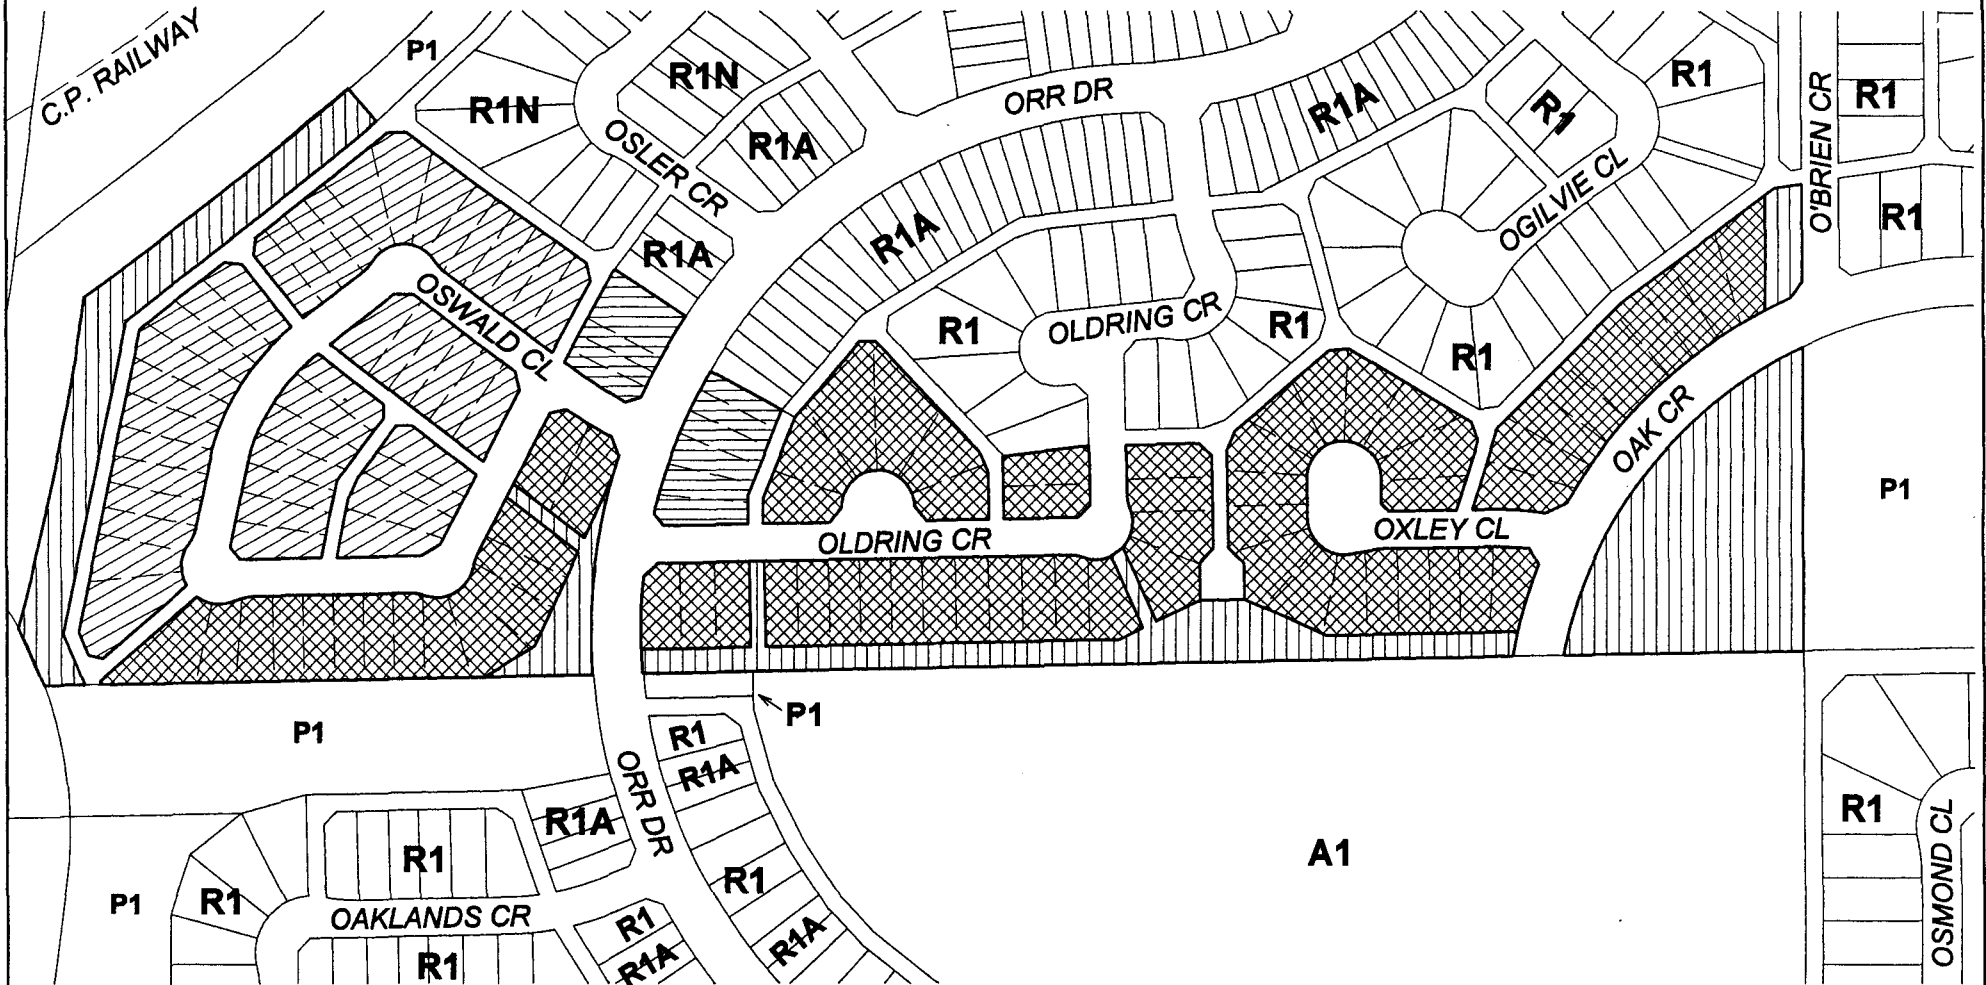 C.P. RAILWAY
P1
R1N
R1N
R1A
OSLER CR
R1A
ORR DR
R1A
R1A
R1
R1
OGILVIE CL
O'BRIEN CR
R1
R1
OSWALD CL
R1
OLDRING CR
R1
R1
OAK CR
P1
OLDRING CR
OXLEY CL
P1
P1
R1
R1A
ORR DR
R1A
R1
R1
R1
P1
R1
OAKLANDS CR
R1
R1
R1A
R1A
A1
R1
OSMOND CL